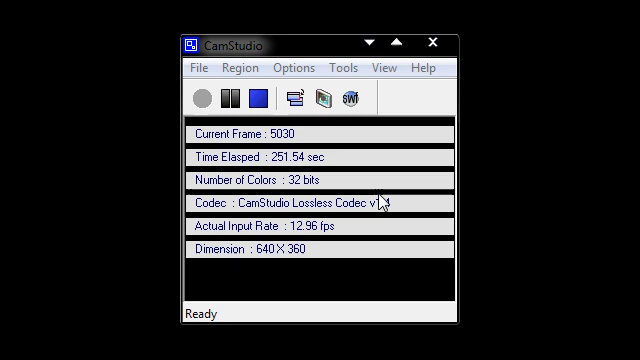 CamStudio
File Region Options Tools View Help
SWF
Current Frame : 5030
Time Elasped : 251.54 sec
Number of Colors : 32 bits
Codec : CamStudio Lossless Codec
Actual Input Rate : 12.96 fps
Dimension : 640 X 360
Ready